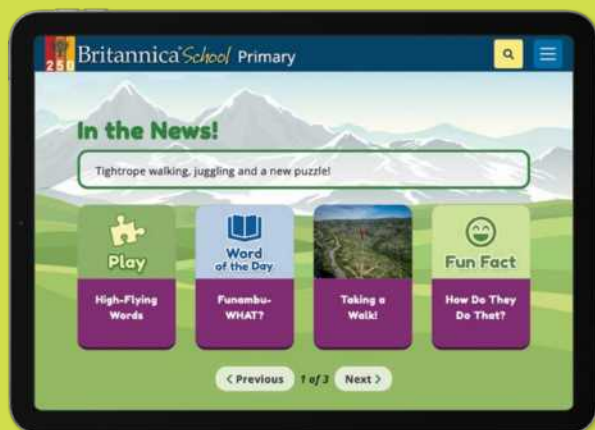 250
Britannica® School Primary
In the News!
Tightrope walking, juggling and a new puzzle!
Play
High-Flying
Words
Word
of the Day
Funambu-
WHAT?
Taking a
Walk!
Fun Fact
How Do They
Do That?
< Previous 1 of 3 Next >